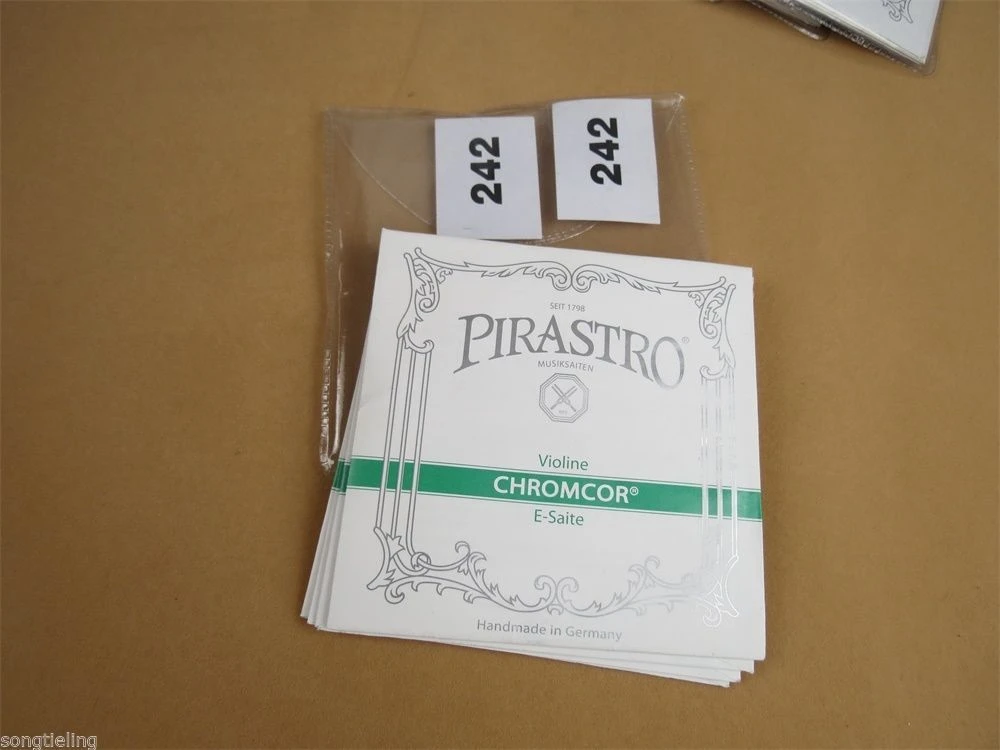 242
242
SEIT 1798
PIRASTRO®
MUSIKSAITEN
Violine
CHROMCOR®
E-Saite
Handmade in Germany
songtieling